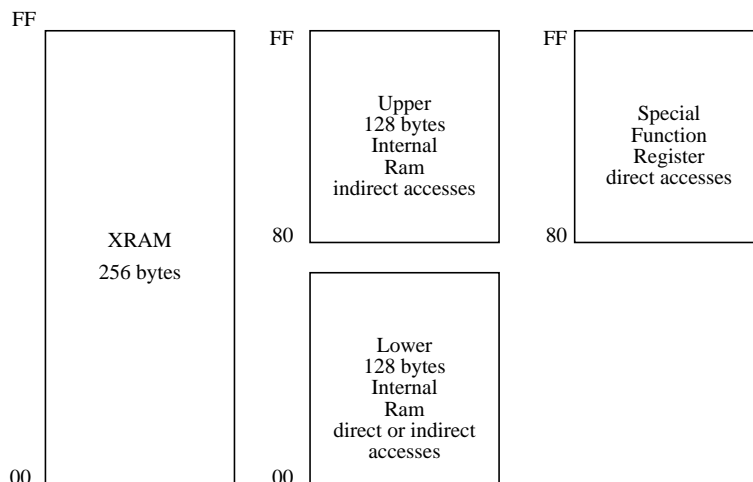 FF
XRAM
256 bytes
00
FF
Upper
128 bytes
Internal
Ram
indirect accesses
80
Lower
128 bytes
Internal
Ram
direct or indirect
accesses
00
FF
Special
Function
Register
direct accesses
80